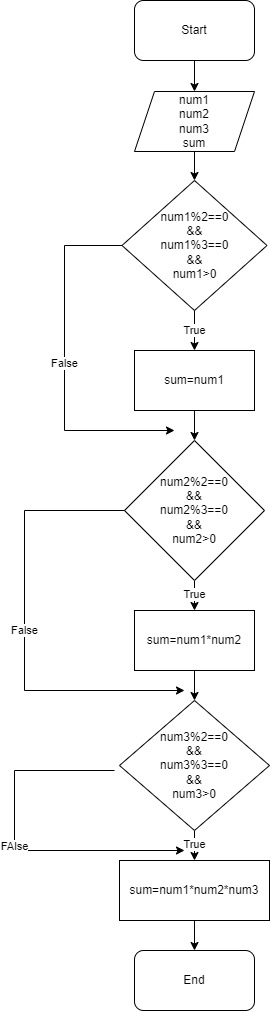 Start
num1
num2
num3
sum
num1%2==0
&&
num1%3==0
&&
num1>0
True
False
sum=num1
num2%2==0
&&
num2%3==0
&&
num2>0
True
False
sum=num1*num2
num3%2==0
&&
num3%3==0
&&
num3>0
True
FAlse
sum=num1*num2*num3
End